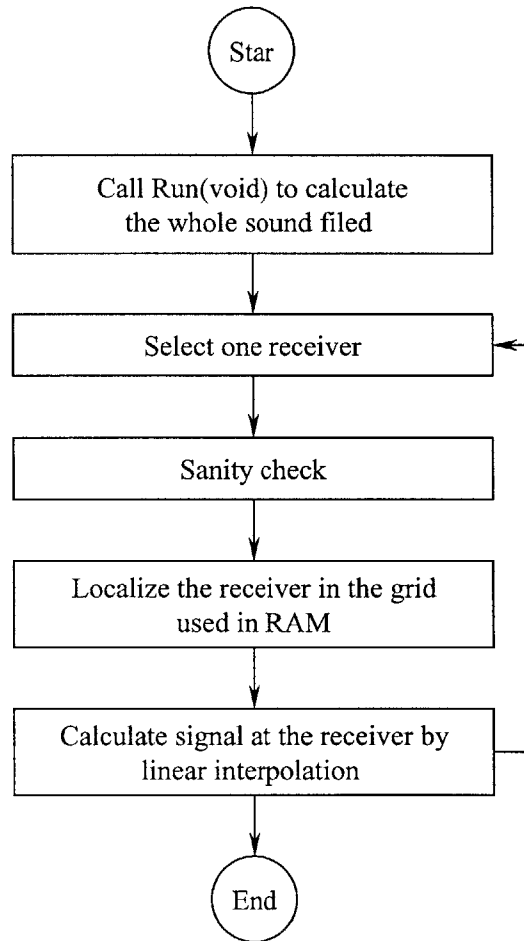 Star
Call Run(void) to calculate
the whole sound filed
Select one receiver
Sanity check
Localize the receiver in the grid
used in RAM
Calculate signal at the receiver by
linear interpolation
End